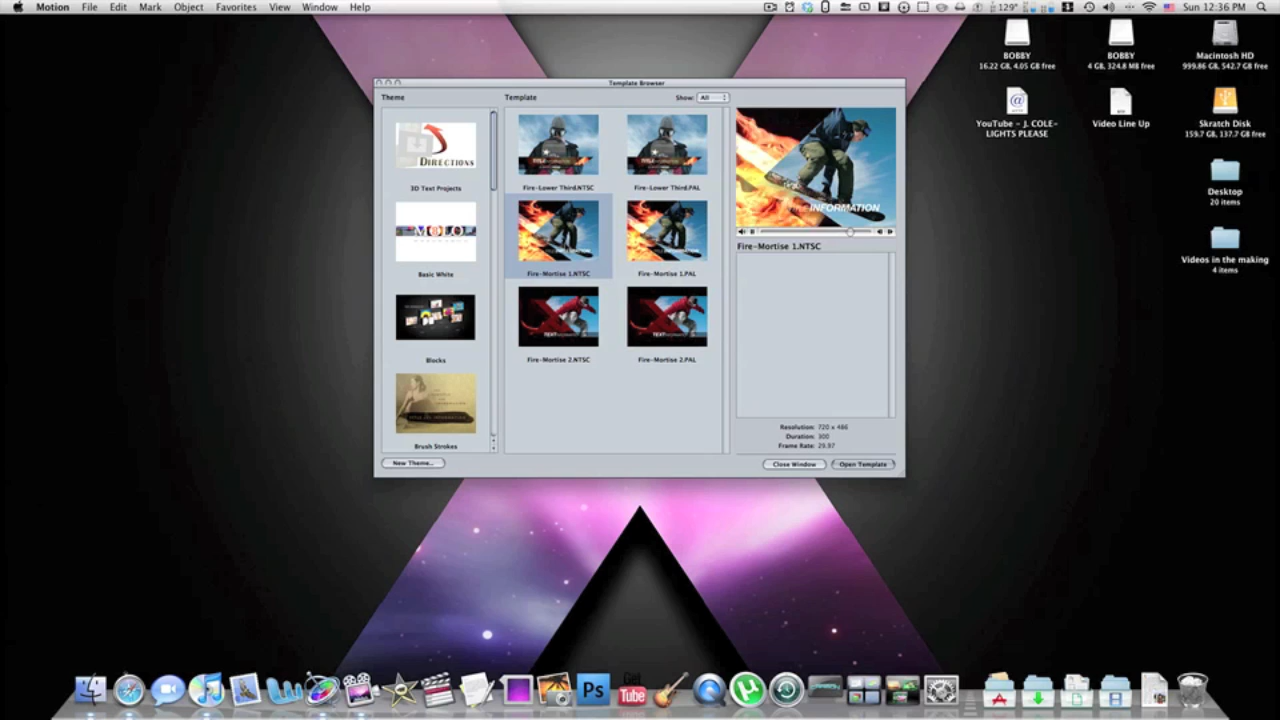 Motion File Edit Mark Object Favorites View Window Help
129° Sun 12:36 PM
BOBBY
16.22 GB, 4.05 GB free
BOBBY
4 GB, 324.8 MB free
Macintosh HD
999.86 GB, 542.7 GB free
YouTube – J. COLE–
LIGHTS PLEASE
Video Line Up
Skratch Disk
159.7 GB, 137.7 GB free
Desktop
20 items
Videos in the making
4 items
Template Browser
Theme
Template
Show: All
DIRECTIONS
3D Text Projects
Basic White
Blocks
Brush Strokes
New Theme...
Fire-Lower Third.NTSC
Fire-Lower Third.PAL
Fire-Mortise 1.NTSC
Fire-Mortise 1.PAL
Fire-Mortise 2.NTSC
Fire-Mortise 2.PAL
INFORMATION
Fire-Mortise 1.NTSC
Resolution: 720 x 486
Duration: 300
Frame Rate: 29.97
Close Window
Open Template
Ps
Get
Tube